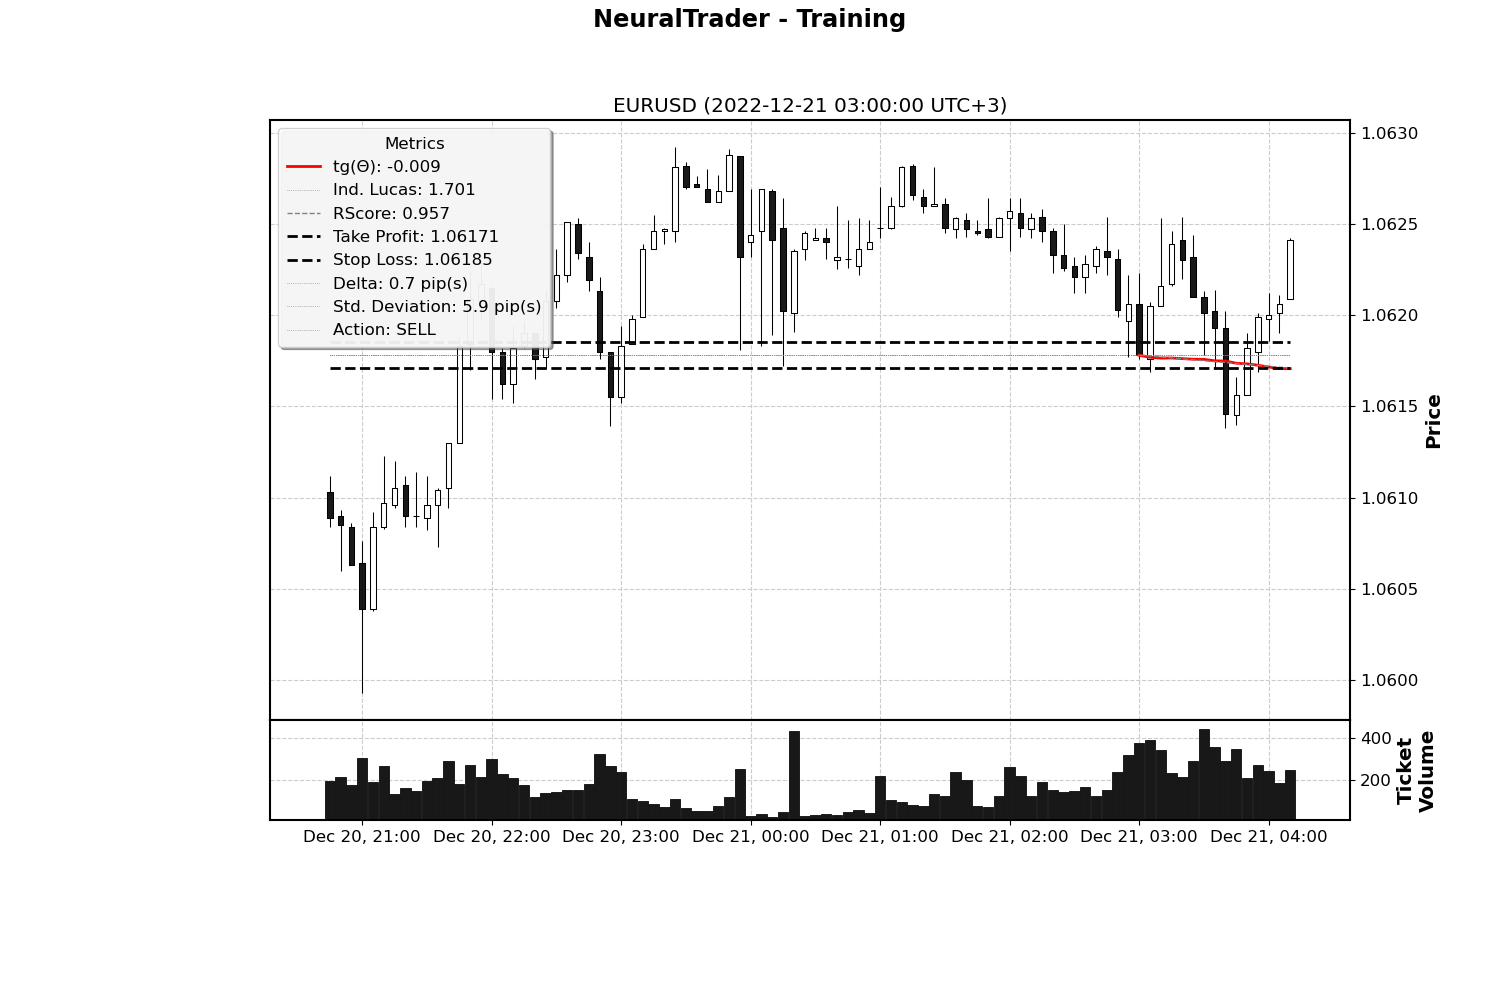 NeuralTrader - Training
EURUSD (2022-12-21 03:00:00 UTC+3)
Metrics
tg(Θ): -0.009
Ind. Lucas: 1.701
RScore: 0.957
Take Profit: 1.06171
Stop Loss: 1.06185
Delta: 0.7 pip(s)
Std. Deviation: 5.9 pip(s)
Action: SELL
1.0630
1.0625
1.0620
1.0615
1.0610
1.0605
1.0600
Price
400
200
Ticket
Volume
Dec 20, 21:00 Dec 20, 22:00 Dec 20, 23:00 Dec 21, 00:00 Dec 21, 01:00 Dec 21, 02:00 Dec 21, 03:00 Dec 21, 04:00